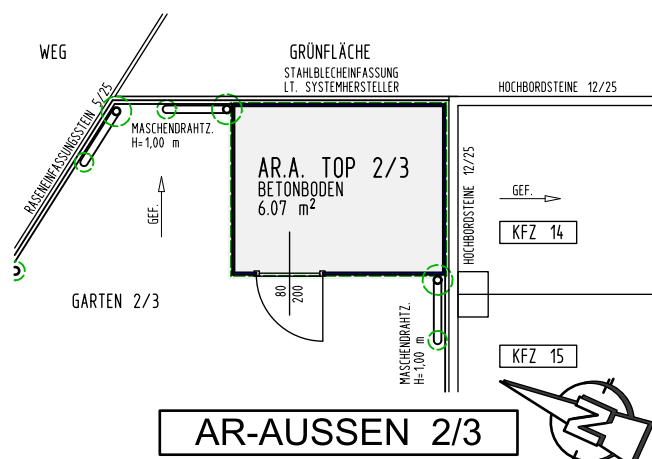 WEG
GRÜNFLÄCHE
STAHLBLECHEINFASSUNG
LT. SYSTEMHERSTELLER
HOCHBORDSTEINE 12/25
RASENEINFASSUNGSSTEIN 5/25
MASCHENDRAHTZ.
H=1,00 m
AR.A. TOP 2/3
BETONBODEN
6.07 m²
HOCHBORDSTEINE 12/25
GEF.
KFZ 14
GEF.
GARTEN 2/3
80
200
MASCHENDRAHTZ.
H=1,00 m
KFZ 15
AR-AUSSEN 2/3
N